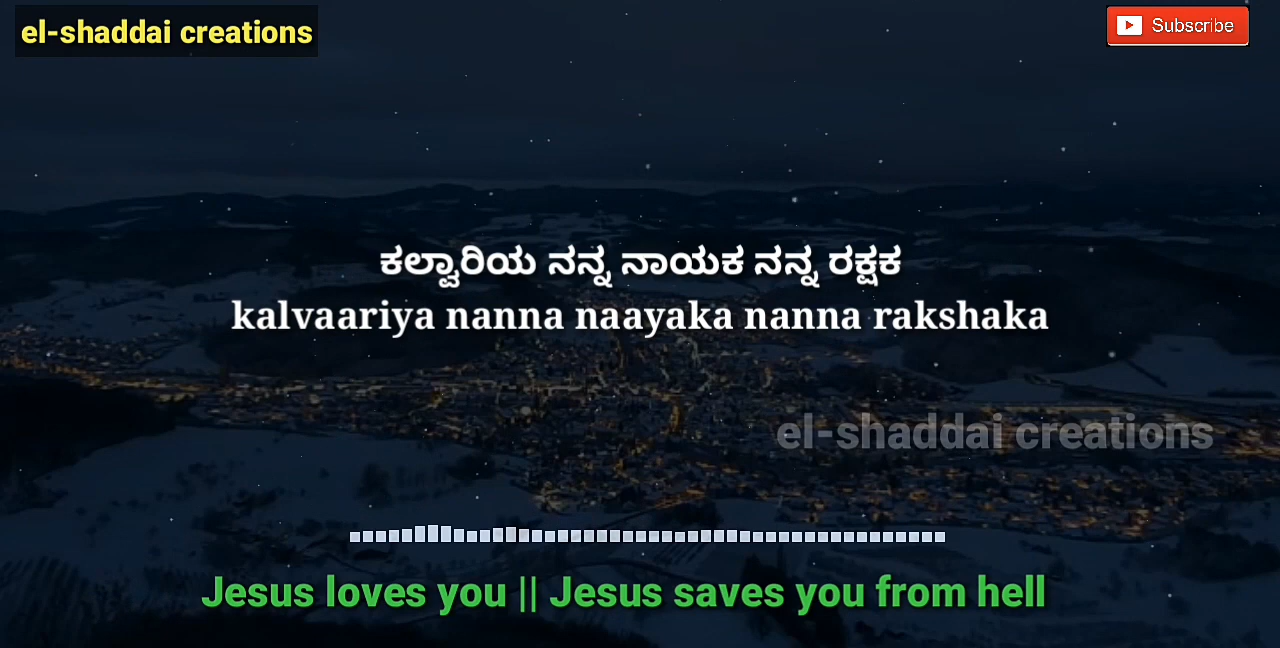 el-shaddai creations
Subscribe
ಕಲ್ವಾರಿಯ ನನ್ನ ನಾಯಕ ನನ್ನ ರಕ್ಷಕ
kalvaariya nanna naayaka nanna rakshaka
el-shaddai creations
Jesus loves you || Jesus saves you from hell